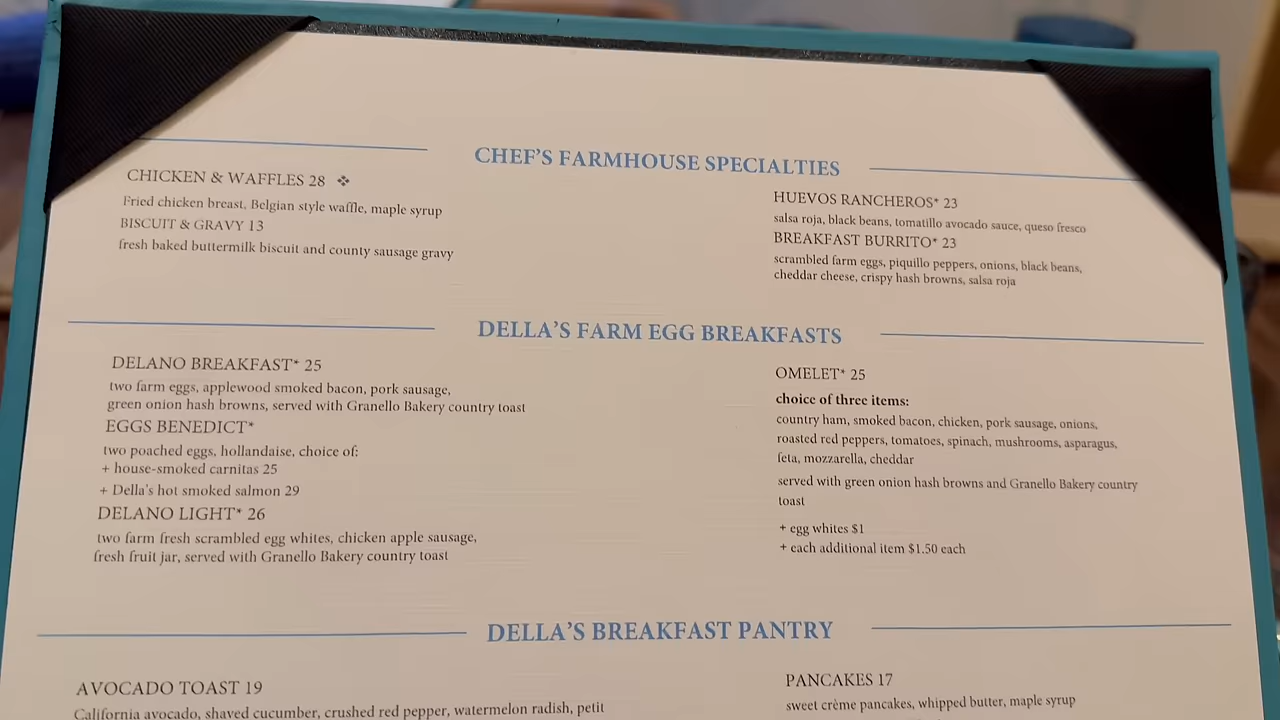 CHEF'S FARMHOUSE SPECIALTIES
CHICKEN & WAFFLES 28 ❖
Fried chicken breast, Belgian style waffle, maple syrup
BISCUIT & GRAVY 13
fresh baked buttermilk biscuit and county sausage gravy
HUEVOS RANCHEROS* 23
salsa roja, black beans, tomatillo avocado sauce, queso fresco
BREAKFAST BURRITO* 23
scrambled farm eggs, piquillo peppers, onions, black beans,
cheddar cheese, crispy hash browns, salsa roja
DELLA'S FARM EGG BREAKFASTS
DELANO BREAKFAST* 25
two farm eggs, applewood smoked bacon, pork sausage,
green onion hash browns, served with Granello Bakery country toast
EGGS BENEDICT*
two poached eggs, hollandaise, choice of:
+ house-smoked carnitas 25
+ Della's hot smoked salmon 29
DELANO LIGHT* 26
two farm fresh scrambled egg whites, chicken apple sausage,
fresh fruit jar, served with Granello Bakery country toast
OMELET* 25
choice of three items:
country ham, smoked bacon, chicken, pork sausage, onions,
roasted red peppers, tomatoes, spinach, mushrooms, asparagus,
feta, mozzarella, cheddar
served with green onion hash browns and Granello Bakery country
toast
+ egg whites $1
+ each additional item $1.50 each
DELLA'S BREAKFAST PANTRY
AVOCADO TOAST 19
California avocado, shaved cucumber, crushed red pepper, watermelon radish, petit
PANCAKES 17
sweet crème pancakes, whipped butter, maple syrup